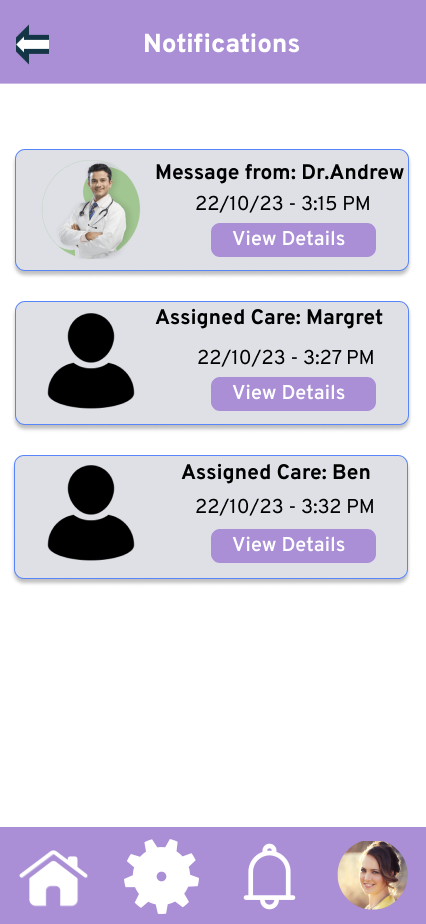 Notifications
Message from: Dr.Andrew
22/10/23 - 3:15 PM
View Details
Assigned Care: Margret
22/10/23 - 3:27 PM
View Details
Assigned Care: Ben
22/10/23 - 3:32 PM
View Details